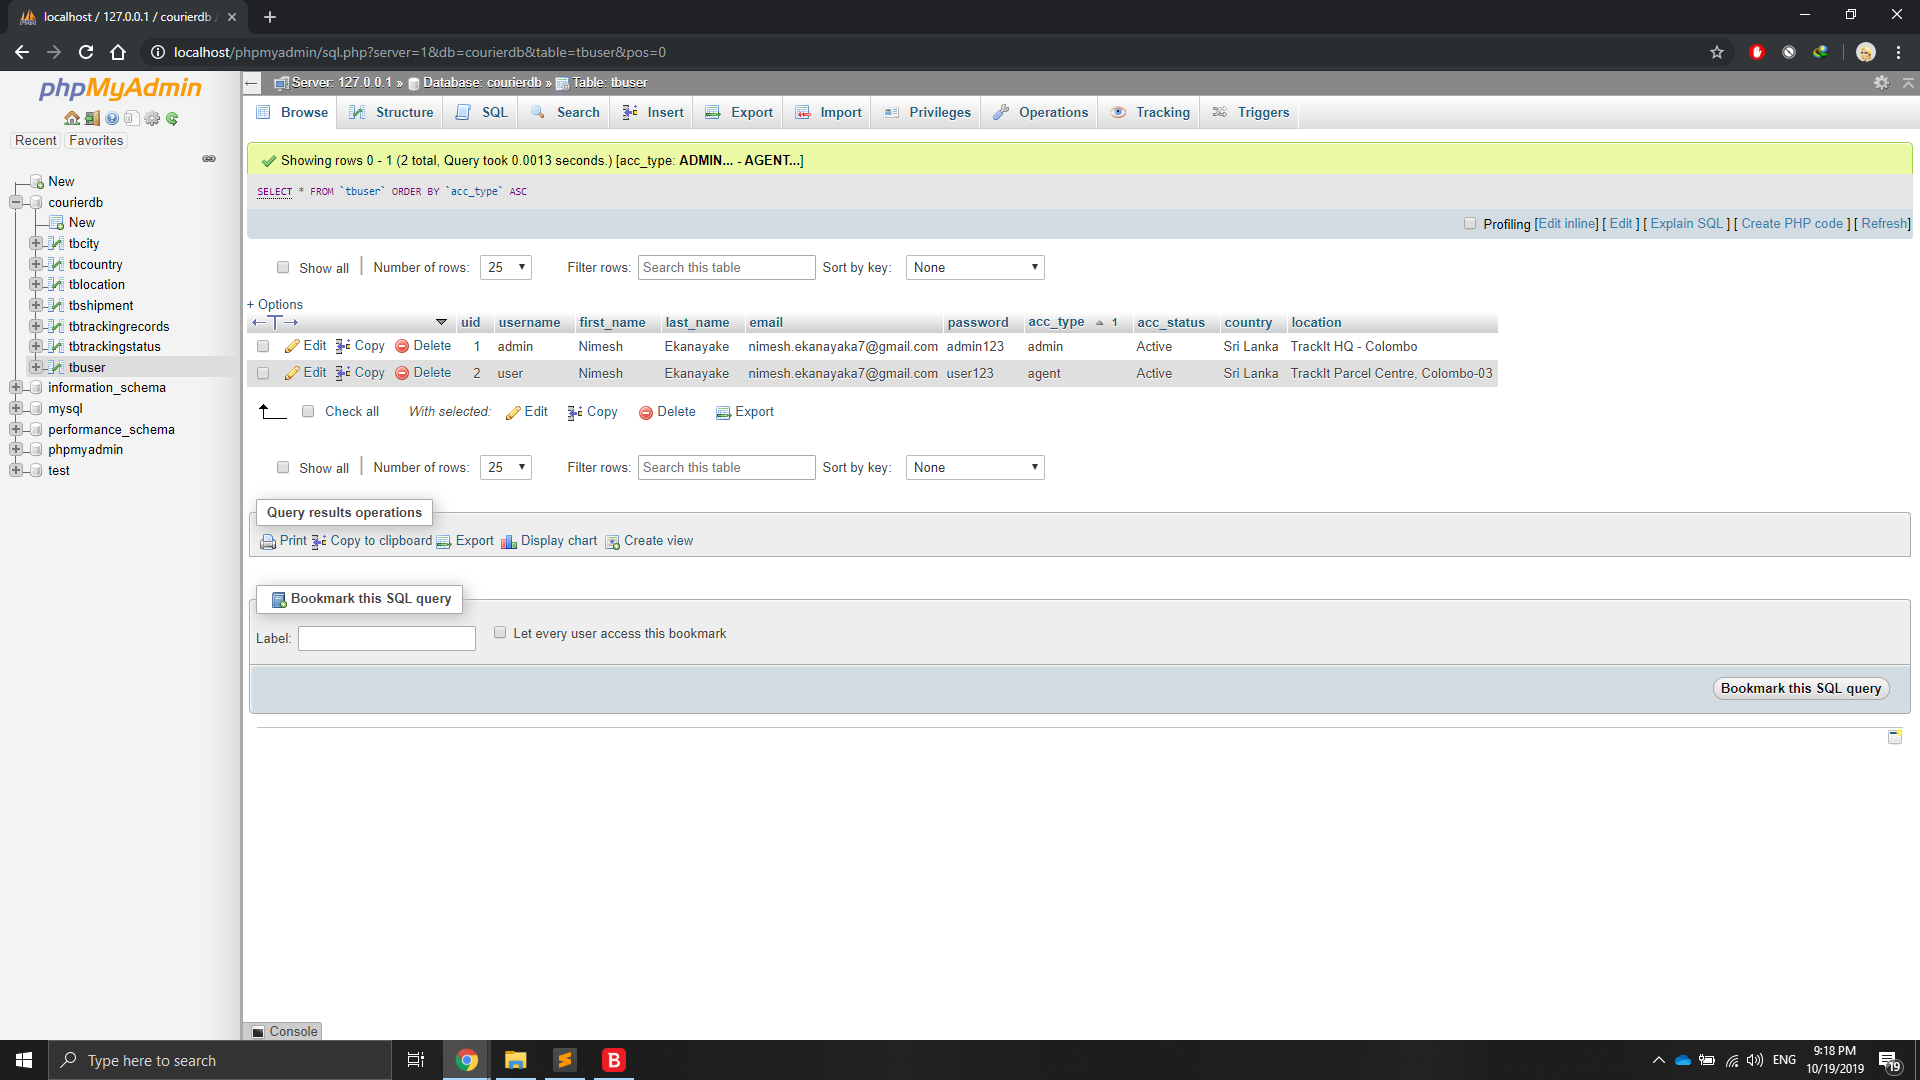 localhost / 127.0.0.1 / courierdb
localhost/phpmyadmin/sql.php?server=1&db=courierdb&table=tbuser&pos=0
phpMyAdmin
Recent Favorites
New
courierdb
New
tbcity
tbcountry
tblocation
tbshipment
tbtrackingrecords
tbtrackingstatus
tbuser
information_schema
mysql
performance_schema
phpmyadmin
test
Server: 127.0.0.1 » Database: courierdb » Table: tbuser
Browse Structure SQL Search Insert Export Import Privileges Operations Tracking Triggers
Showing rows 0 - 1 (2 total, Query took 0.0013 seconds.) [acc_type: ADMIN... - AGENT...]
SELECT * FROM `tbuser` ORDER BY `acc_type` ASC
Profiling [Edit inline] [ Edit ] [ Explain SQL ] [ Create PHP code ] [ Refresh]
Show all Number of rows: 25 Filter rows: Search this table Sort by key: None
+ Options
uid username first_name last_name email password acc_type 1 acc_status country location
Edit Copy Delete 1 admin Nimesh Ekanayake nimesh.ekanayaka7@gmail.com admin123 admin Active Sri Lanka TrackIt HQ - Colombo
Edit Copy Delete 2 user Nimesh Ekanayake nimesh.ekanayaka7@gmail.com user123 agent Active Sri Lanka TrackIt Parcel Centre, Colombo-03
Check all With selected: Edit Copy Delete Export
Show all Number of rows: 25 Filter rows: Search this table Sort by key: None
Query results operations
Print Copy to clipboard Export Display chart Create view
Bookmark this SQL query
Label: Let every user access this bookmark
Bookmark this SQL query
Console
Type here to search
B
ENG
9:18 PM
10/19/2019
19